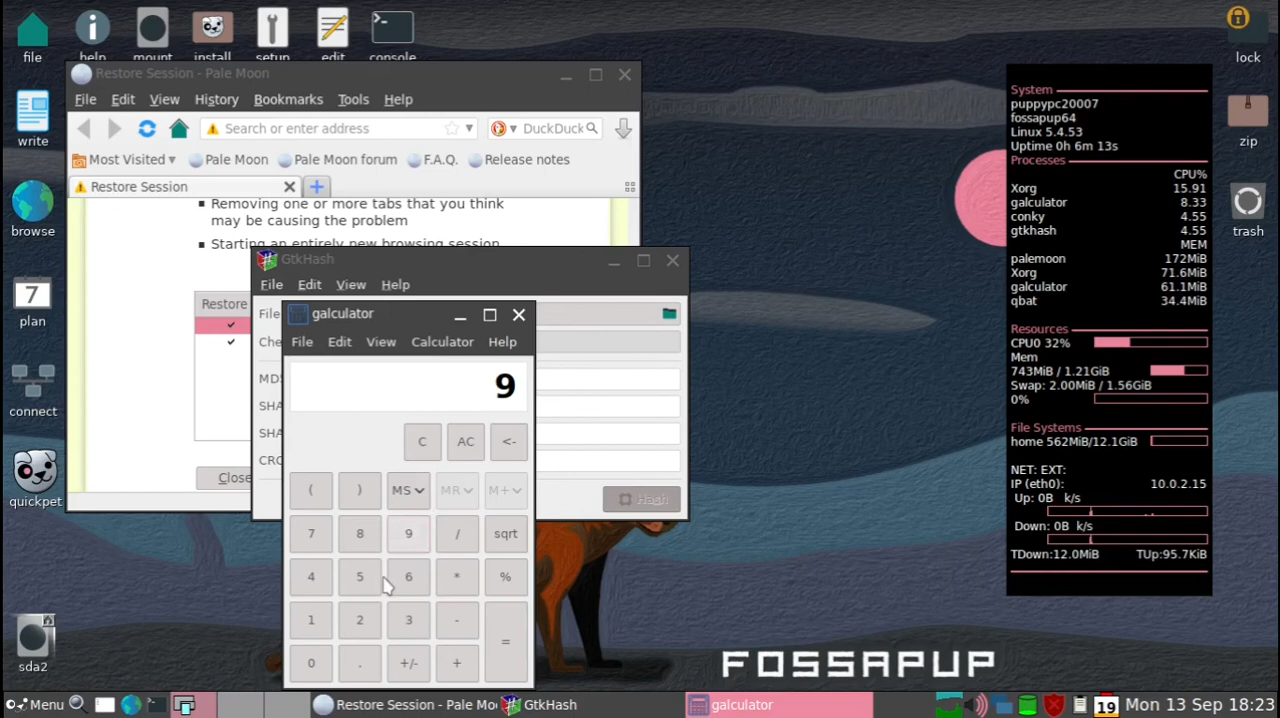 file
help
mount
install
setup
edit
console
lock
write
zip
browse
trash
plan
connect
quickpet
sda2
Restore Session - Pale Moon
File Edit View History Bookmarks Tools Help
Search or enter address
DuckDuck
Most Visited Pale Moon Pale Moon forum F.A.Q. Release notes
Restore Session
Removing one or more tabs that you think
may be causing the problem
Starting an entirely new browsing session
Restore
Close
GtkHash
File Edit View Help
File
Che
MD5
SHA
SHA
CRC
Hash
galculator
File Edit View Calculator Help
9
C AC <-
( ) MS MR M+
7 8 9 / sqrt
4 5 6 * %
1 2 3 - =
0 . +/- +
System
puppypc20007
fossapup64
Linux 5.4.53
Uptime 0h 6m 13s
Processes
CPU%
Xorg 15.91
galculator 8.33
conky 4.55
gtkhash 4.55
MEM
palemoon 172MiB
Xorg 71.6MiB
galculator 61.1MiB
qbat 34.4MiB
Resources
CPU0 32%
Mem
743MiB / 1.21GiB
Swap: 2.00MiB / 1.56GiB
0%
File Systems
home 562MiB/12.1GiB
NET: EXT:
IP (eth0): 10.0.2.15
Up: 0B k/s
Down: 0B k/s
TDown:12.0MiB TUp:95.7KiB
FOSSAPUP
Menu
Restore Session - Pale Mo
GtkHash
galculator
19
Mon 13 Sep 18:23